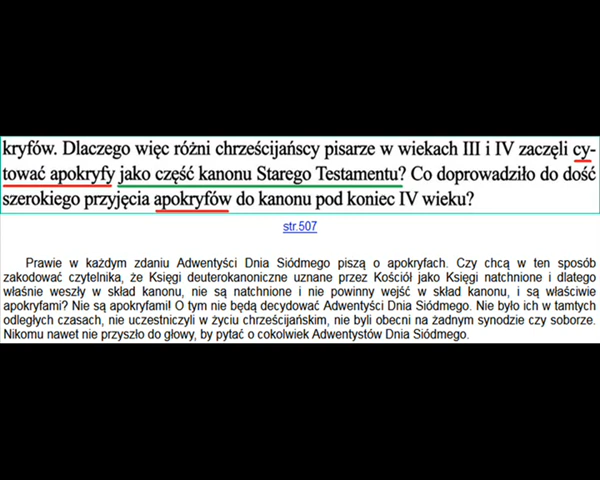 kryfów. Dlaczego więc różni chrześcijańscy pisarze w wiekach III i IV zaczęli cy-
tować apokryfy jako część kanonu Starego Testamentu? Co doprowadziło do dość
szerokiego przyjęcia apokryfów do kanonu pod koniec IV wieku?
str.507
Prawie w każdym zdaniu Adwentyści Dnia Siódmego piszą o apokryfach. Czy chcą w ten sposób
zakodować czytelnika, że Księgi deuterokanoniczne uznane przez Kościół jako Księgi natchnione i dlatego
właśnie weszły w skład kanonu, nie są natchnione i nie powinny wejść w skład kanonu, i są właściwie
apokryfami? Nie są apokryfami! O tym nie będą decydować Adwentyści Dnia Siódmego. Nie było ich w tamtych
odległych czasach, nie uczestniczyli w życiu chrześcijańskim, nie byli obecni na żadnym synodzie czy soborze.
Nikomu nawet nie przyszło do głowy, by pytać o cokolwiek Adwentystów Dnia Siódmego.